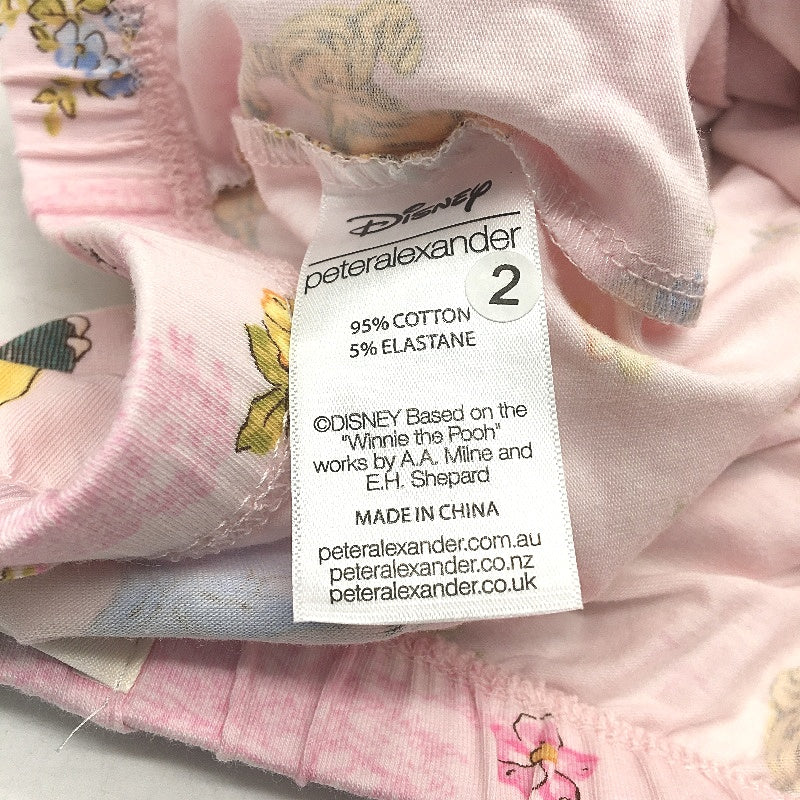 Disney
peteralexander
2
95% COTTON
5% ELASTANE
©DISNEY Based on the
"Winnie the Pooh"
works by A.A. Milne and
E.H. Shepard
MADE IN CHINA
peteralexander.com.au
peteralexander.co.nz
peteralexander.co.uk